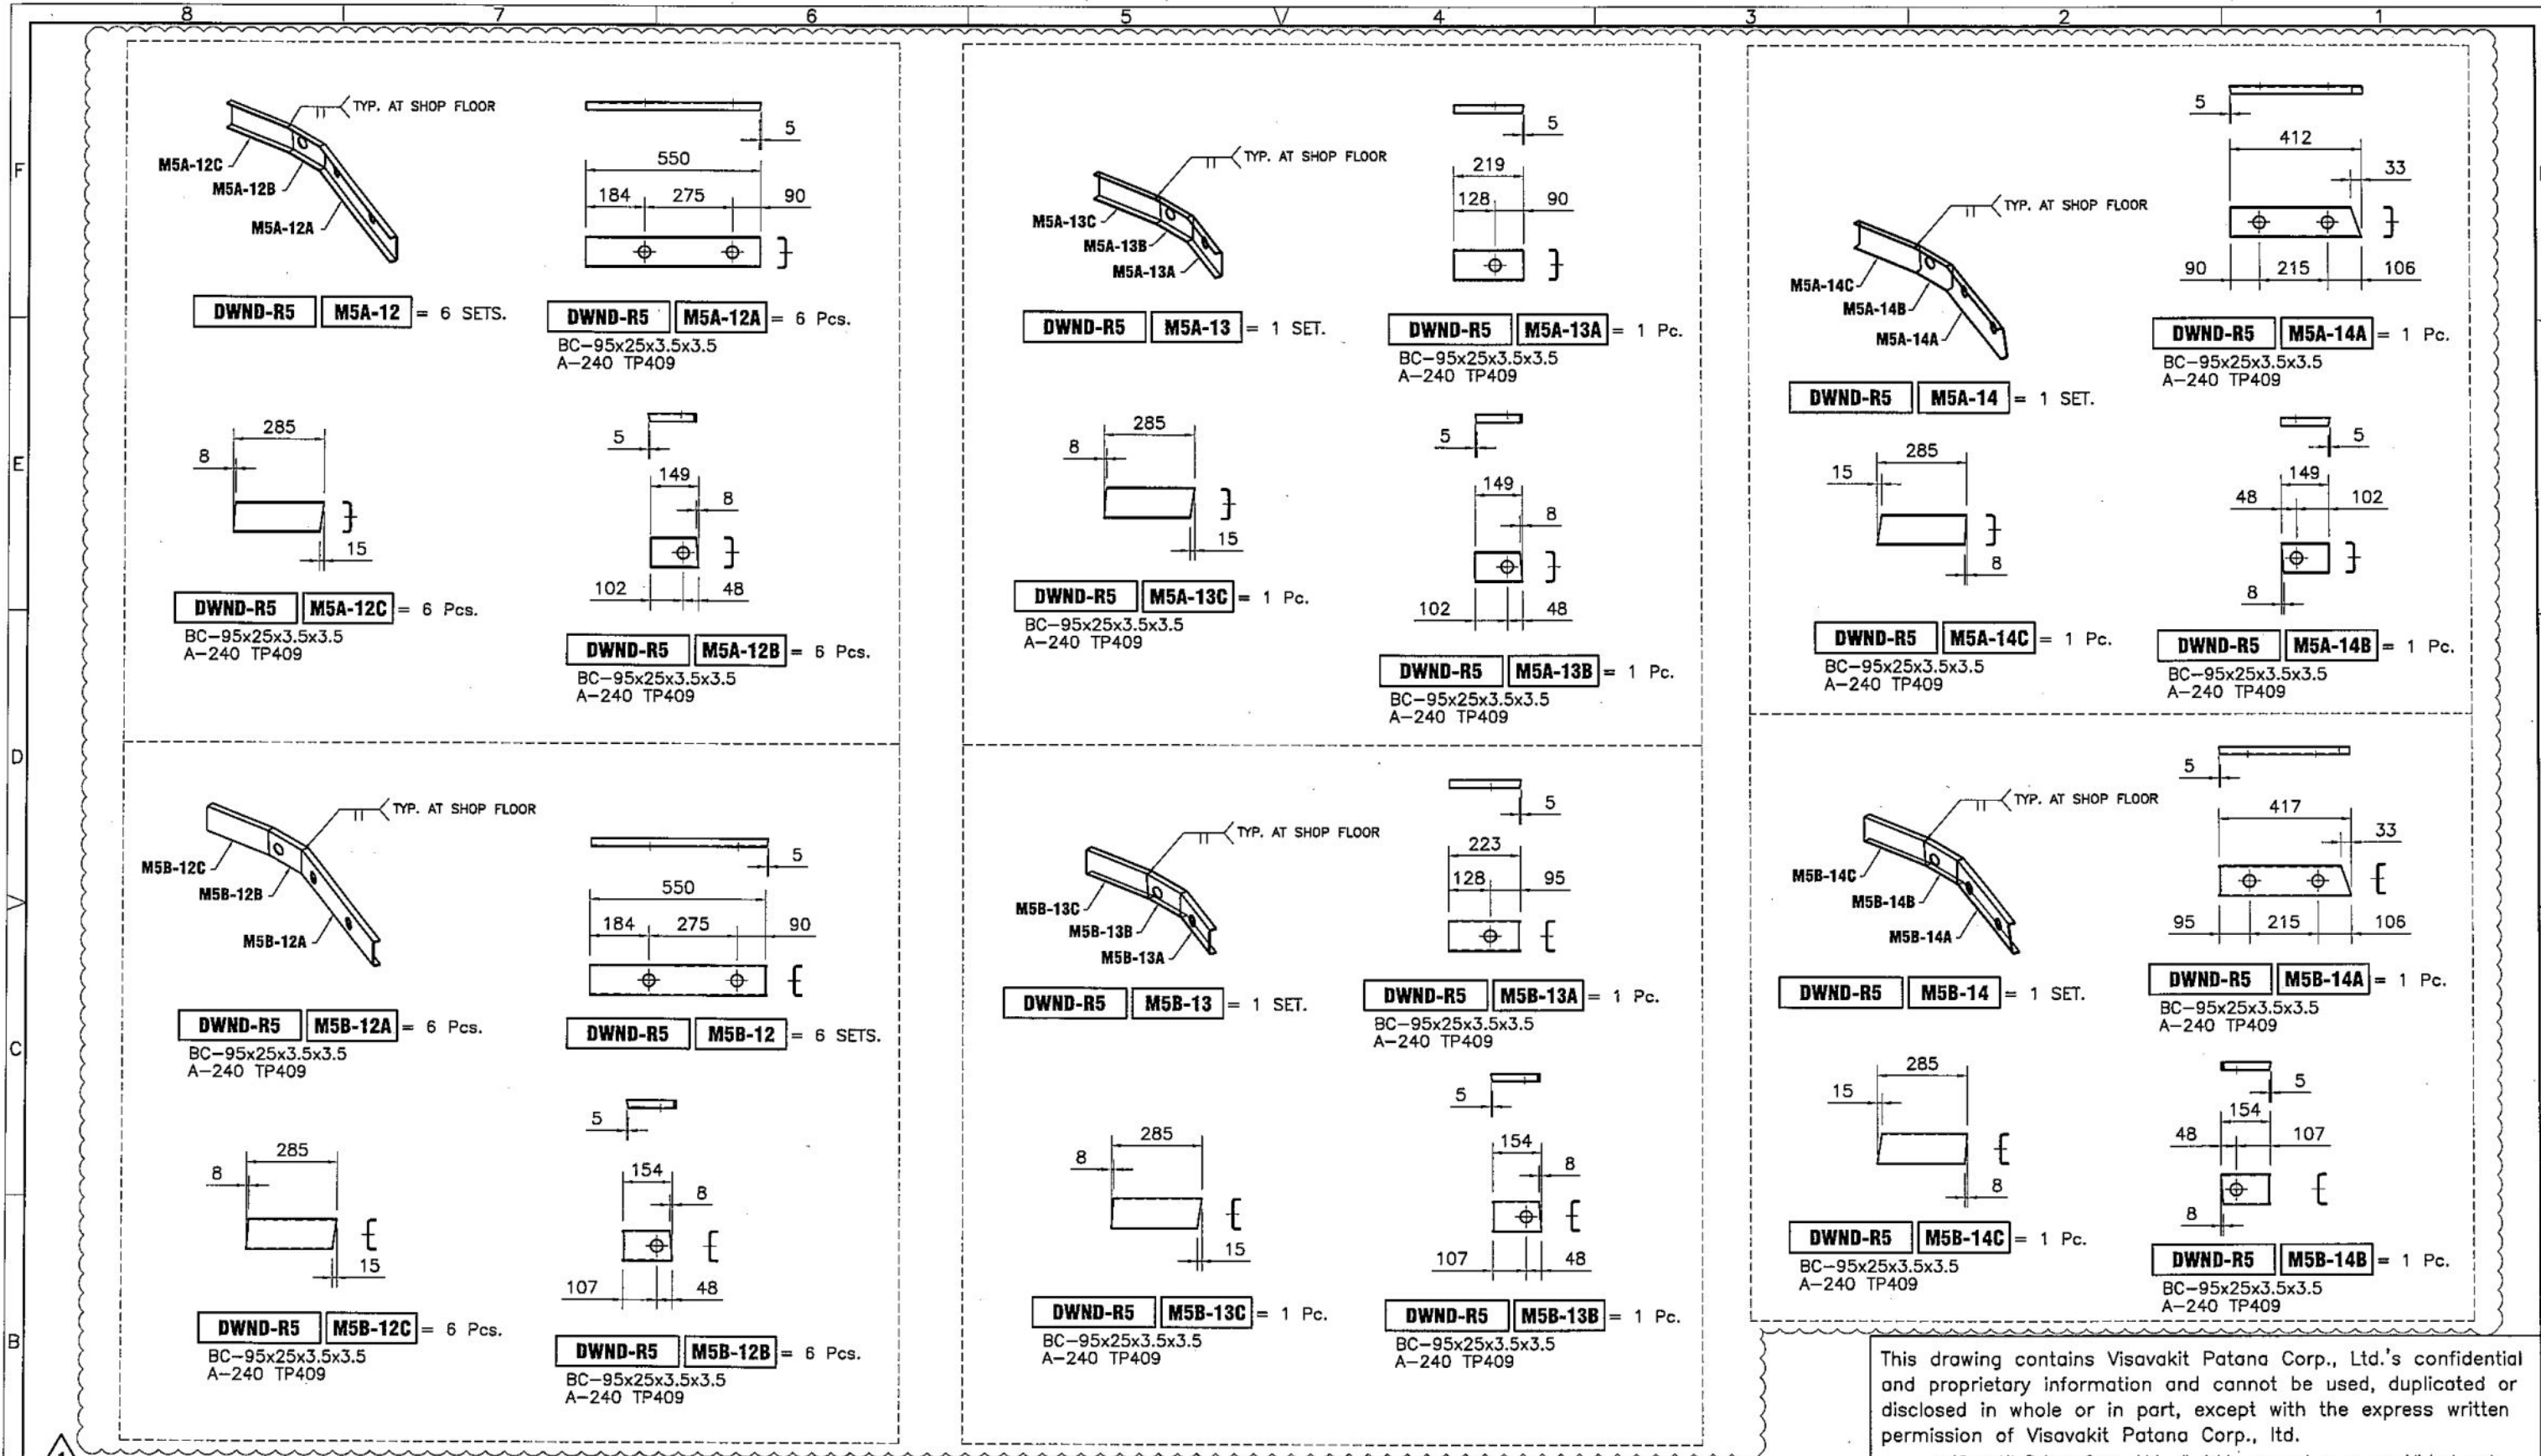 8 7 6 5 4 3 2 1
F
E
D
C
B
TYP. AT SHOP FLOOR
M5A-12C
M5A-12B
M5A-12A
DWND-R5 M5A-12 = 6 SETS.
5
550
184 275 90
DWND-R5 M5A-12A = 6 Pcs.
BC-95x25x3.5x3.5
A-240 TP409
285
8
15
DWND-R5 M5A-12C = 6 Pcs.
BC-95x25x3.5x3.5
A-240 TP409
5
149
8
102 48
DWND-R5 M5A-12B = 6 Pcs.
BC-95x25x3.5x3.5
A-240 TP409
TYP. AT SHOP FLOOR
M5A-13C
M5A-13B
M5A-13A
DWND-R5 M5A-13 = 1 SET.
5
219
128 90
DWND-R5 M5A-13A = 1 Pc.
BC-95x25x3.5x3.5
A-240 TP409
285
8
15
DWND-R5 M5A-13C = 1 Pc.
BC-95x25x3.5x3.5
A-240 TP409
5
149
8
102 48
DWND-R5 M5A-13B = 1 Pc.
BC-95x25x3.5x3.5
A-240 TP409
TYP. AT SHOP FLOOR
M5A-14C
M5A-14B
M5A-14A
DWND-R5 M5A-14 = 1 SET.
5
412
33
90 215 106
DWND-R5 M5A-14A = 1 Pc.
BC-95x25x3.5x3.5
A-240 TP409
285
15
8
DWND-R5 M5A-14C = 1 Pc.
BC-95x25x3.5x3.5
A-240 TP409
5
149
48 102
8
DWND-R5 M5A-14B = 1 Pc.
BC-95x25x3.5x3.5
A-240 TP409
TYP. AT SHOP FLOOR
M5B-12C
M5B-12B
M5B-12A
DWND-R5 M5B-12A = 6 Pcs.
BC-95x25x3.5x3.5
A-240 TP409
5
550
184 275 90
DWND-R5 M5B-12 = 6 SETS.
285
8
15
DWND-R5 M5B-12C = 6 Pcs.
BC-95x25x3.5x3.5
A-240 TP409
5
154
8
107 48
DWND-R5 M5B-12B = 6 Pcs.
BC-95x25x3.5x3.5
A-240 TP409
TYP. AT SHOP FLOOR
M5B-13C
M5B-13B
M5B-13A
DWND-R5 M5B-13 = 1 SET.
5
223
128 95
DWND-R5 M5B-13A = 1 Pc.
BC-95x25x3.5x3.5
A-240 TP409
285
8
15
DWND-R5 M5B-13C = 1 Pc.
BC-95x25x3.5x3.5
A-240 TP409
5
154
8
107 48
DWND-R5 M5B-13B = 1 Pc.
BC-95x25x3.5x3.5
A-240 TP409
TYP. AT SHOP FLOOR
M5B-14C
M5B-14B
M5B-14A
DWND-R5 M5B-14 = 1 SET.
5
417
33
95 215 106
DWND-R5 M5B-14A = 1 Pc.
BC-95x25x3.5x3.5
A-240 TP409
285
15
8
DWND-R5 M5B-14C = 1 Pc.
BC-95x25x3.5x3.5
A-240 TP409
5
154
48 107
8
DWND-R5 M5B-14B = 1 Pc.
BC-95x25x3.5x3.5
A-240 TP409
This drawing contains Visavakit Patana Corp., Ltd.'s confidential
and proprietary information and cannot be used, duplicated or
disclosed in whole or in part, except with the express written
permission of Visavakit Patana Corp., ltd.